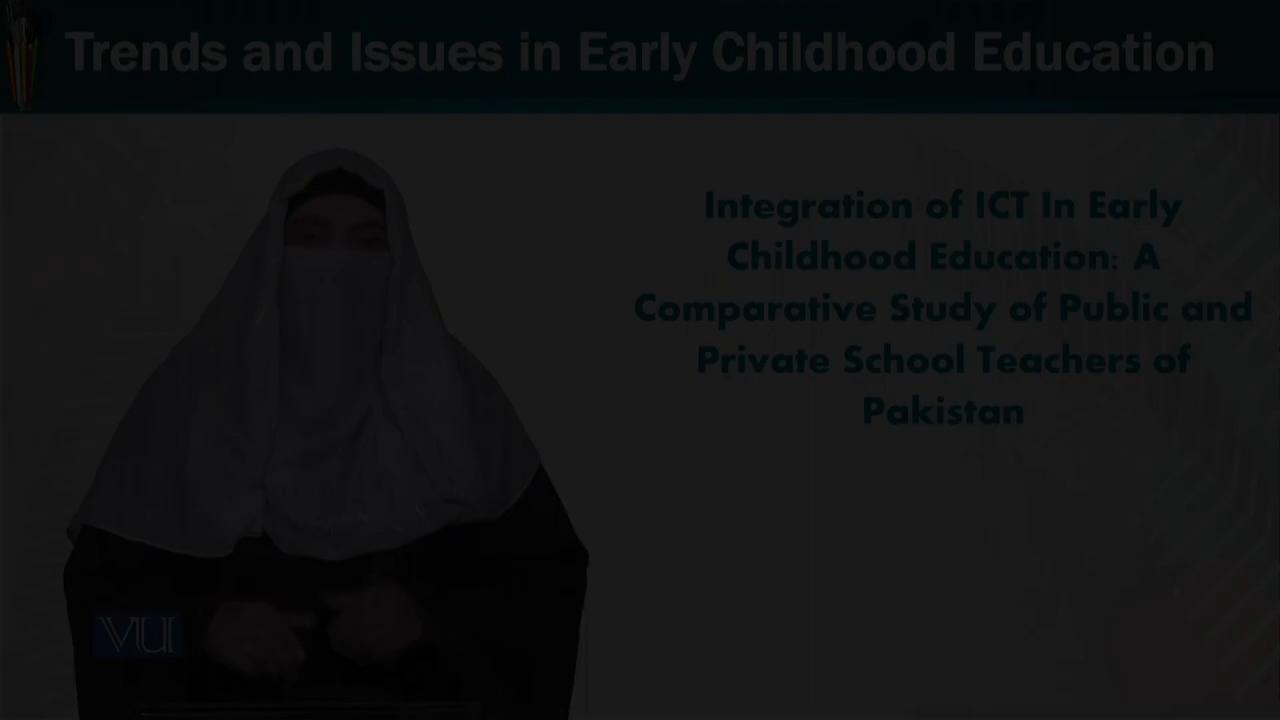 Trends and Issues in Early Childhood Education
Integration of ICT In Early
Childhood Education: A
Comparative Study of Public and
Private School Teachers of
Pakistan
VU